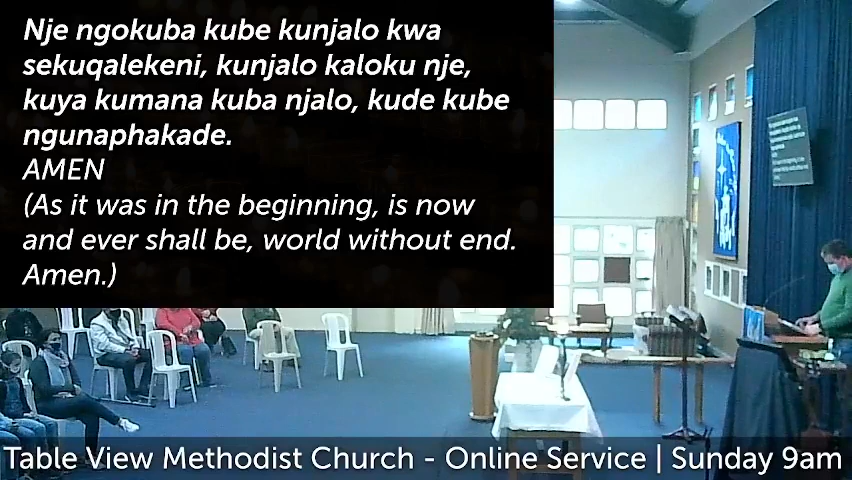 Nje ngokuba kube kunjalo kwa
sekuqalekeni, kunjalo kaloku nje,
kuya kumana kuba njalo, kude kube
ngunaphakade.
AMEN
(As it was in the beginning, is now
and ever shall be, world without end.
Amen.)
Table View Methodist Church - Online Service | Sunday 9am